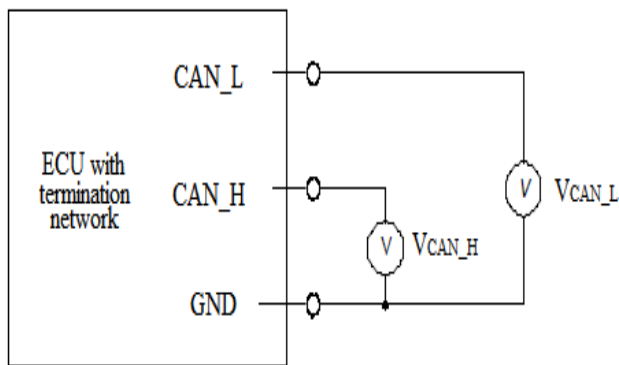 CAN_L
ECU with
termination
network
CAN_H
GND
V
VCAN_H
V
VCAN_L